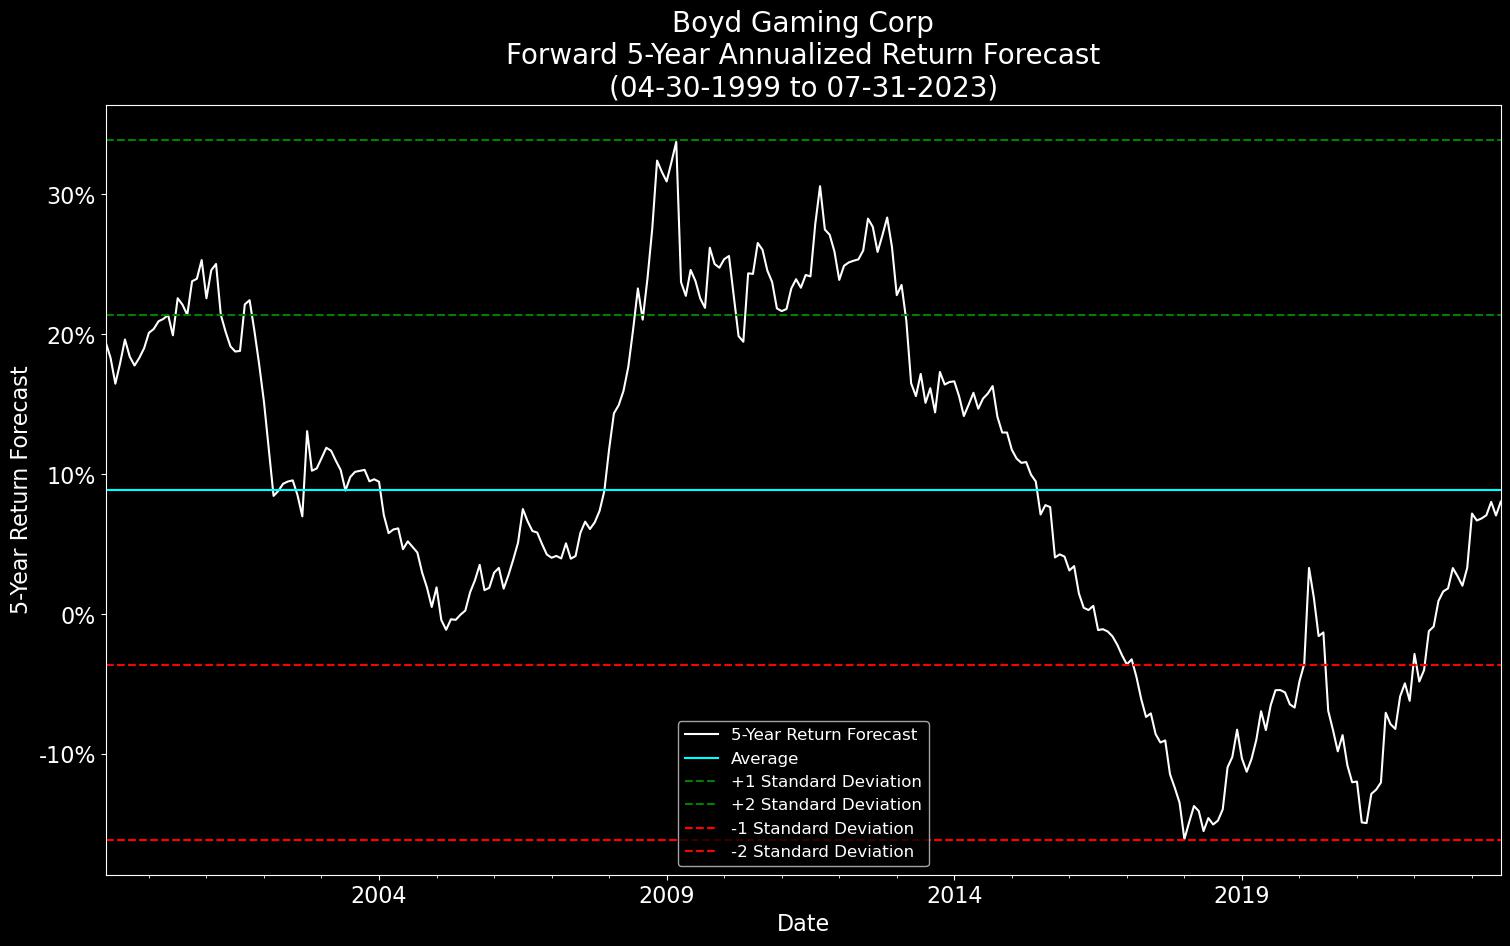 Boyd Gaming Corp
Forward 5-Year Annualized Return Forecast
(04-30-1999 to 07-31-2023)
30%
20%
10%
0%
-10%
5-Year Return Forecast
5-Year Return Forecast
Average
+1 Standard Deviation
+2 Standard Deviation
-1 Standard Deviation
-2 Standard Deviation
2004 2009 2014 2019
Date